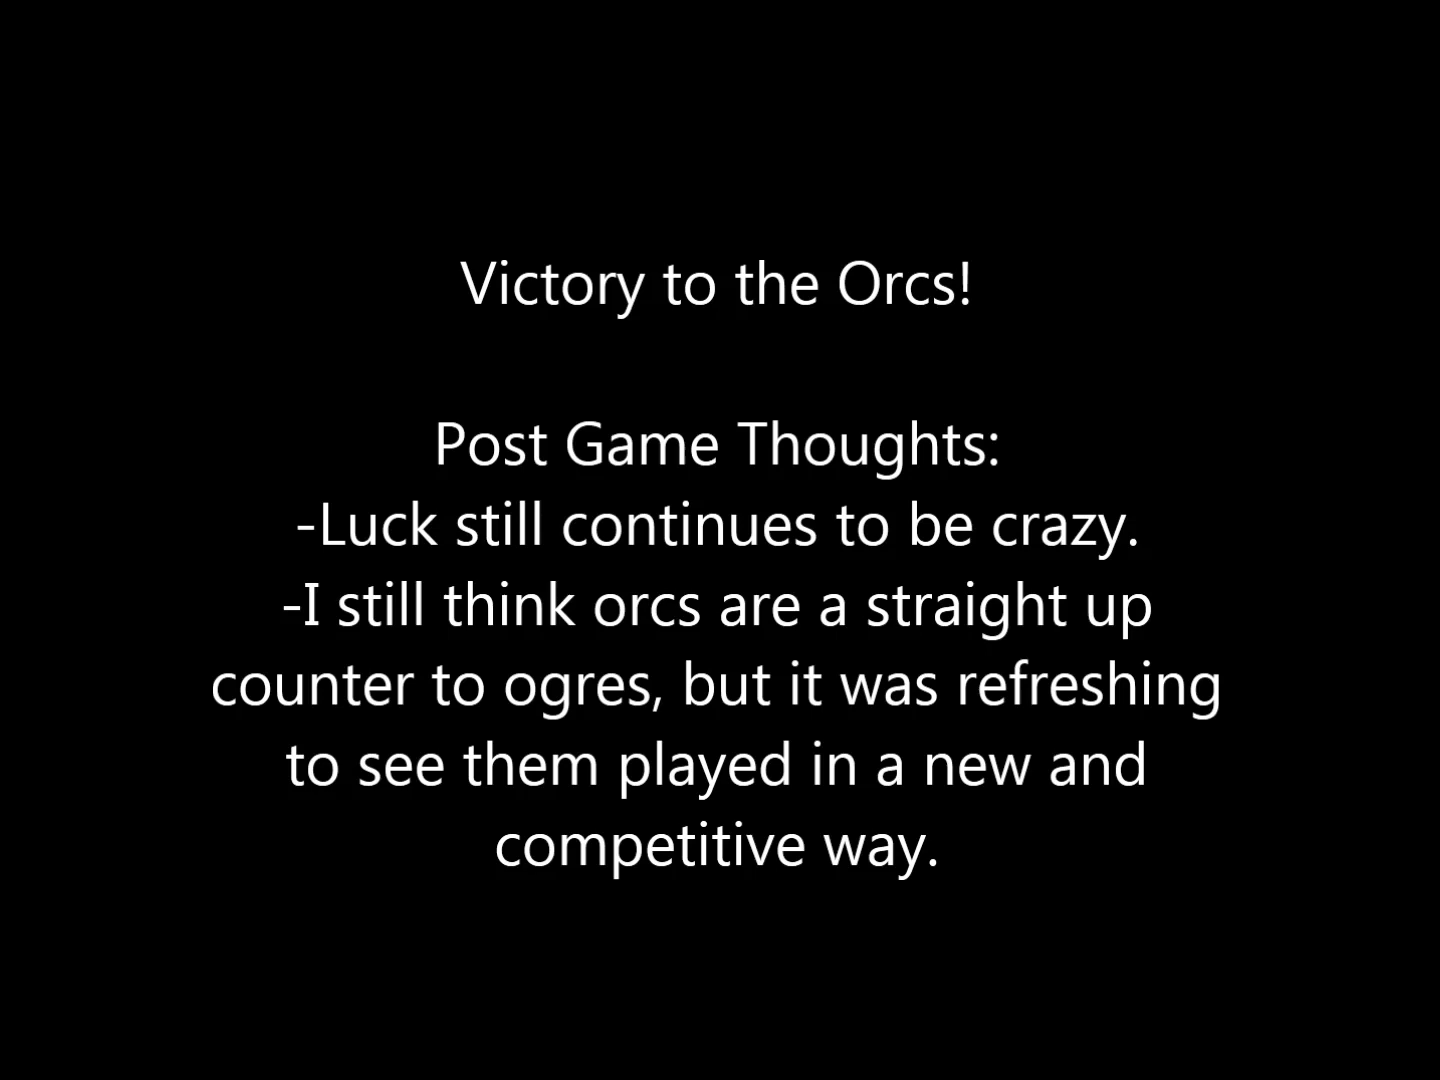 Victory to the Orcs!
Post Game Thoughts:
-Luck still continues to be crazy.
-I still think orcs are a straight up
counter to ogres, but it was refreshing
to see them played in a new and
competitive way.